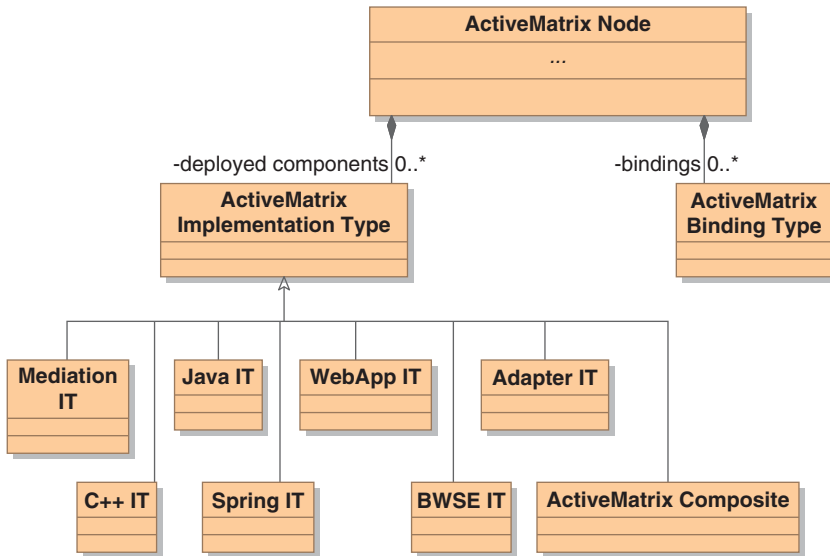 ActiveMatrix Node
...
-deployed components 0..*
-bindings 0..*
ActiveMatrix
Implementation Type
ActiveMatrix
Binding Type
Mediation
IT
Java IT
WebApp IT
Adapter IT
C++ IT
Spring IT
BWSE IT
ActiveMatrix Composite